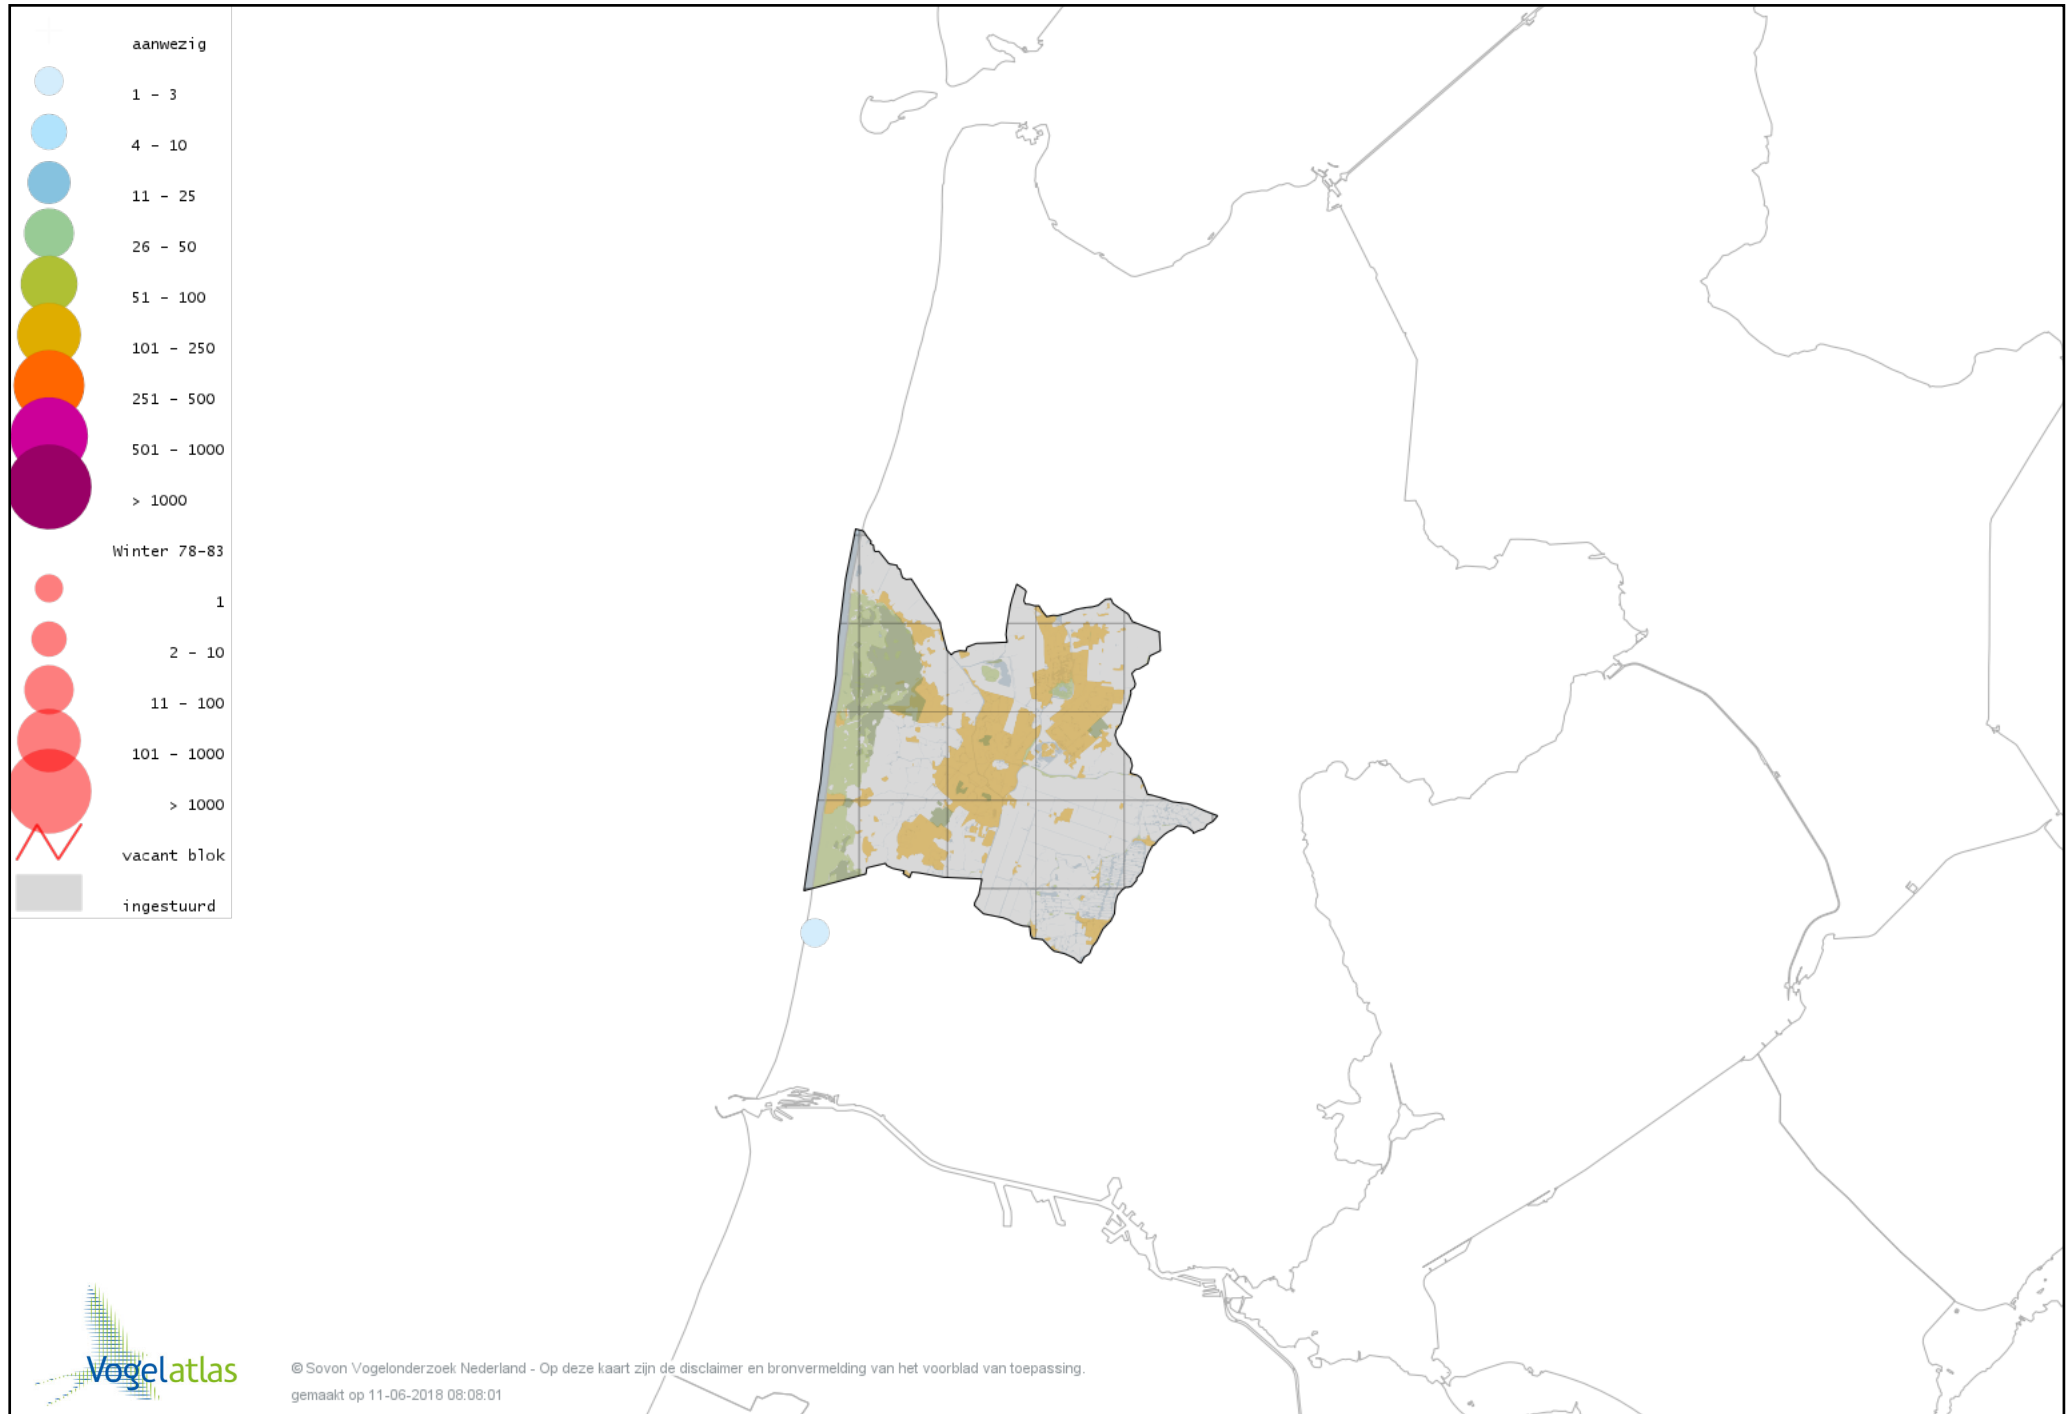 aanwezig
1 – 3
4 – 10
11 – 25
26 – 50
51 – 100
101 – 250
251 – 500
501 – 1000
> 1000
Winter 78–83
1
2 – 10
11 – 100
101 – 1000
> 1000
vacant blok
ingestuurd
Vogelatlas
© Sovon Vogelonderzoek Nederland - Op deze kaart zijn de disclaimer en bronvermelding van het voorblad van toepassing.
gemaakt op 11-06-2018 08:08:01